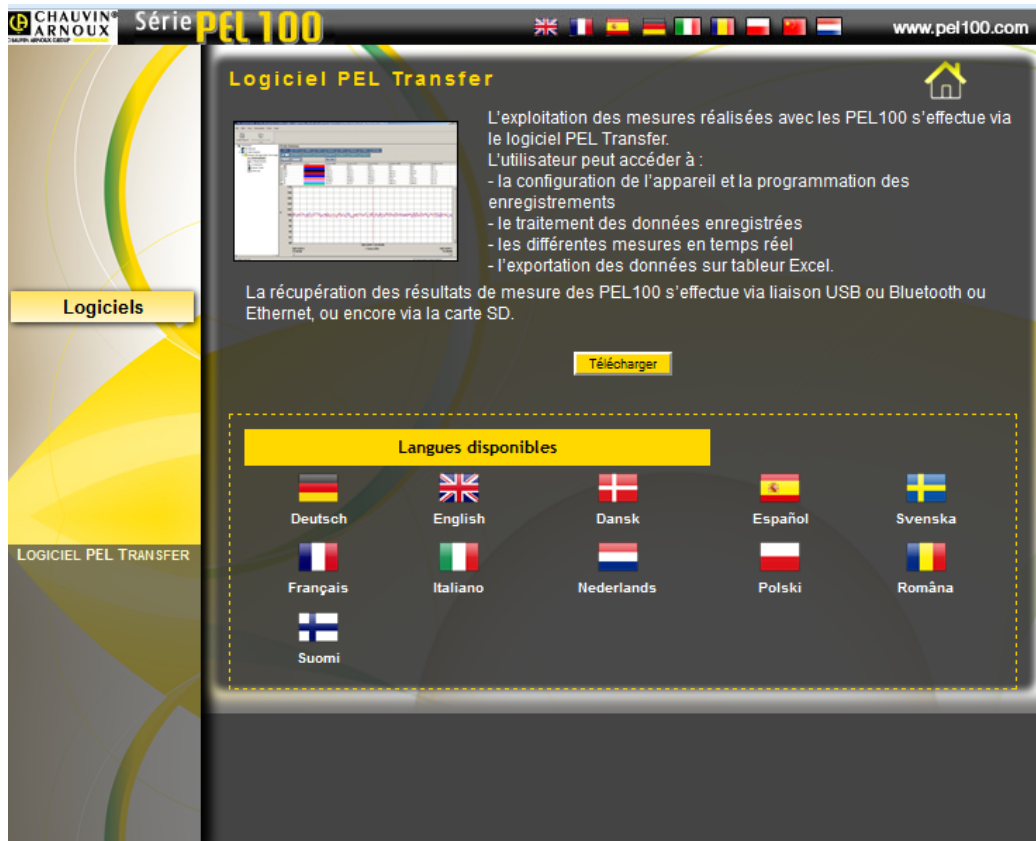 CHAUVIN®
ARNOUX
CHAUVIN ARNOUX GROUP
Série PEL 100
www.pel100.com
Logiciel PEL Transfer
L'exploitation des mesures réalisées avec les PEL100 s'effectue via
le logiciel PEL Transfer.
L'utilisateur peut accéder à :
- la configuration de l'appareil et la programmation des
enregistrements
- le traitement des données enregistrées
- les différentes mesures en temps réel
- l'exportation des données sur tableur Excel.
La récupération des résultats de mesure des PEL100 s'effectue via liaison USB ou Bluetooth ou
Ethernet, ou encore via la carte SD.
Logiciels
Télécharger
Langues disponibles
Deutsch English Dansk Español Svenska
LOGICIEL PEL TRANSFER
Français Italiano Nederlands Polski Româna
Suomi